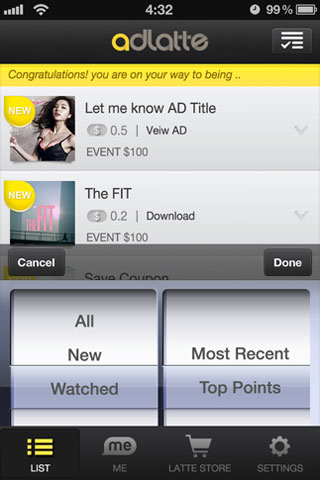 4:32
99%
adlatte
Congratulations! you are on your way to being ..
NEW
Let me know AD Title
$ 0.5 | Veiw AD
EVENT $100
NEW
THE FIT
The FIT
$ 0.2 | Download
EVENT $100
Save Coupon
Cancel
Done
All
New
Watched
Most Recent
Top Points
LIST
me
ME
LATTE STORE
SETTINGS